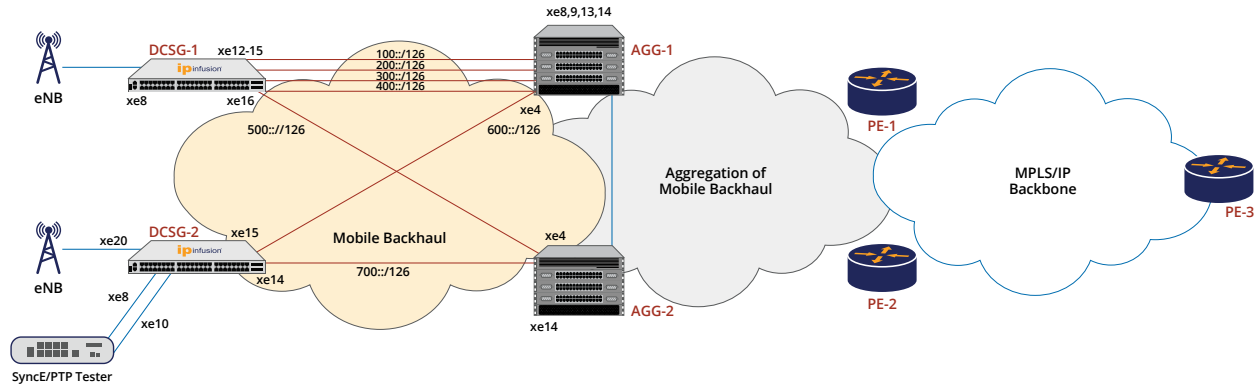 xe8,9,13,14
DCSG-1
xe12-15
AGG-1
100::/126
200::/126
300::/126
400::/126
ip infusion™
eNB
xe8
xe16
xe4
500:://126
600::/126
PE-1
Aggregation of
Mobile Backhaul
MPLS/IP
Backbone
PE-3
DCSG-2
xe15
xe20
Mobile Backhaul
xe4
ip infusion™
eNB
xe14
700::/126
AGG-2
PE-2
xe8
xe10
xe14
SyncE/PTP Tester